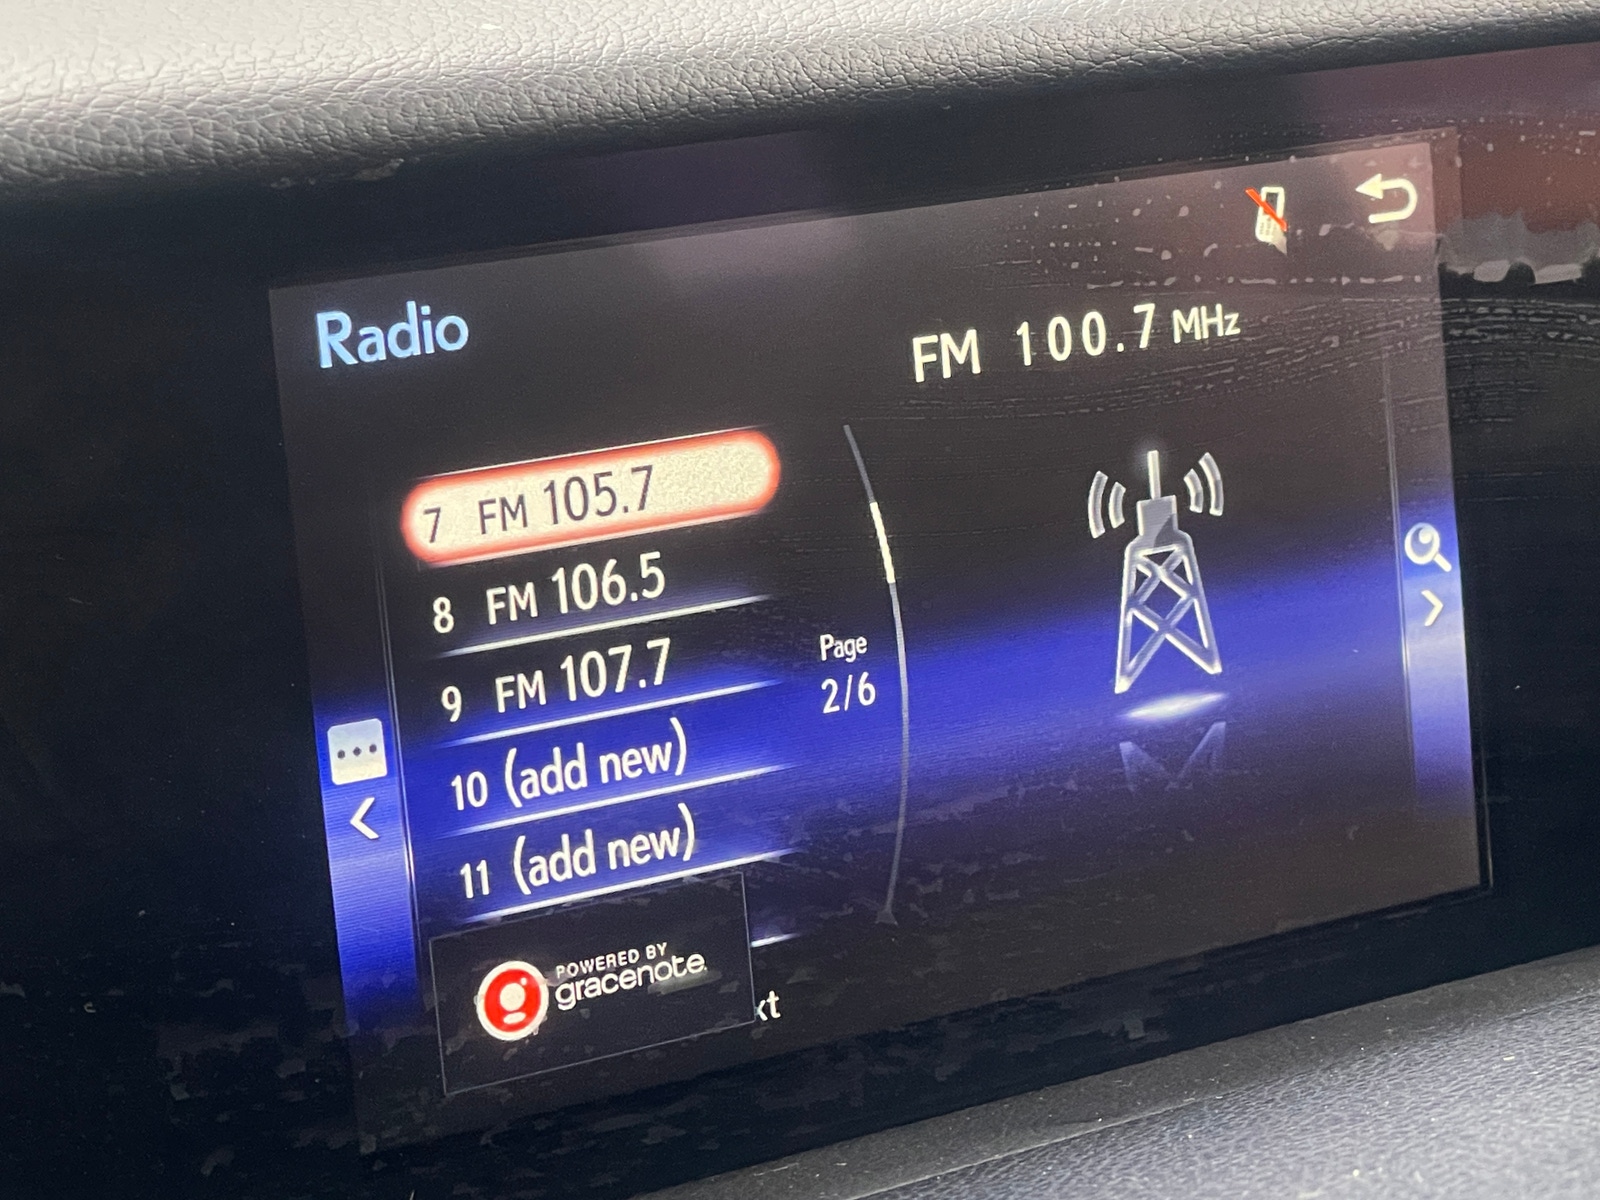 Radio
FM 100.7 MHz
7 FM 105.7
8 FM 106.5
9 FM 107.7
10 (add new)
11 (add new)
Page
2/6
POWERED BY
gracenote.
xt